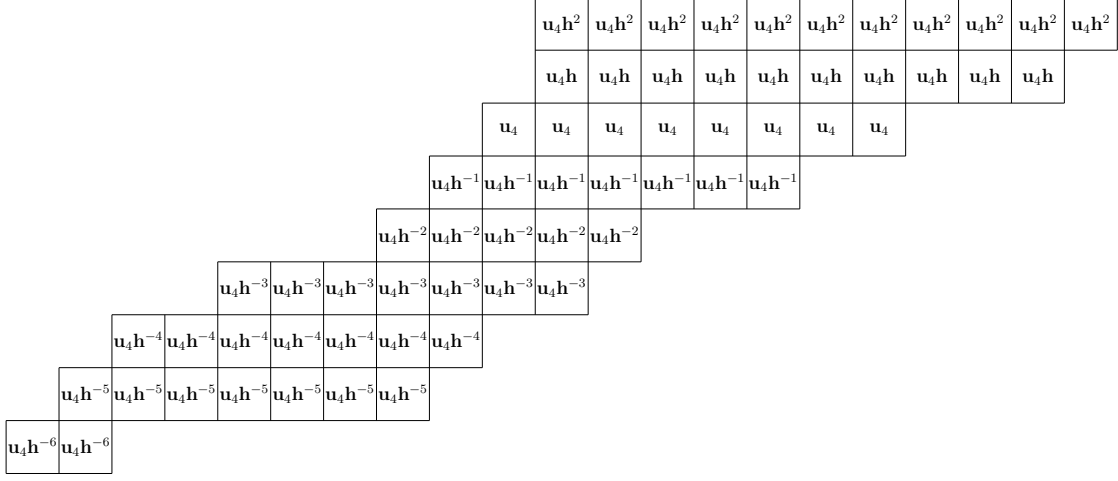 u₄h² u₄h² u₄h² u₄h² u₄h² u₄h² u₄h² u₄h² u₄h² u₄h² u₄h²
u₄h u₄h u₄h u₄h u₄h u₄h u₄h u₄h u₄h u₄h
u₄ u₄ u₄ u₄ u₄ u₄ u₄ u₄
u₄h⁻¹ u₄h⁻¹ u₄h⁻¹ u₄h⁻¹ u₄h⁻¹ u₄h⁻¹ u₄h⁻¹
u₄h⁻² u₄h⁻² u₄h⁻² u₄h⁻² u₄h⁻²
u₄h⁻³ u₄h⁻³ u₄h⁻³ u₄h⁻³ u₄h⁻³ u₄h⁻³ u₄h⁻³
u₄h⁻⁴ u₄h⁻⁴ u₄h⁻⁴ u₄h⁻⁴ u₄h⁻⁴ u₄h⁻⁴ u₄h⁻⁴
u₄h⁻⁵ u₄h⁻⁵ u₄h⁻⁵ u₄h⁻⁵ u₄h⁻⁵ u₄h⁻⁵ u₄h⁻⁵
u₄h⁻⁶ u₄h⁻⁶